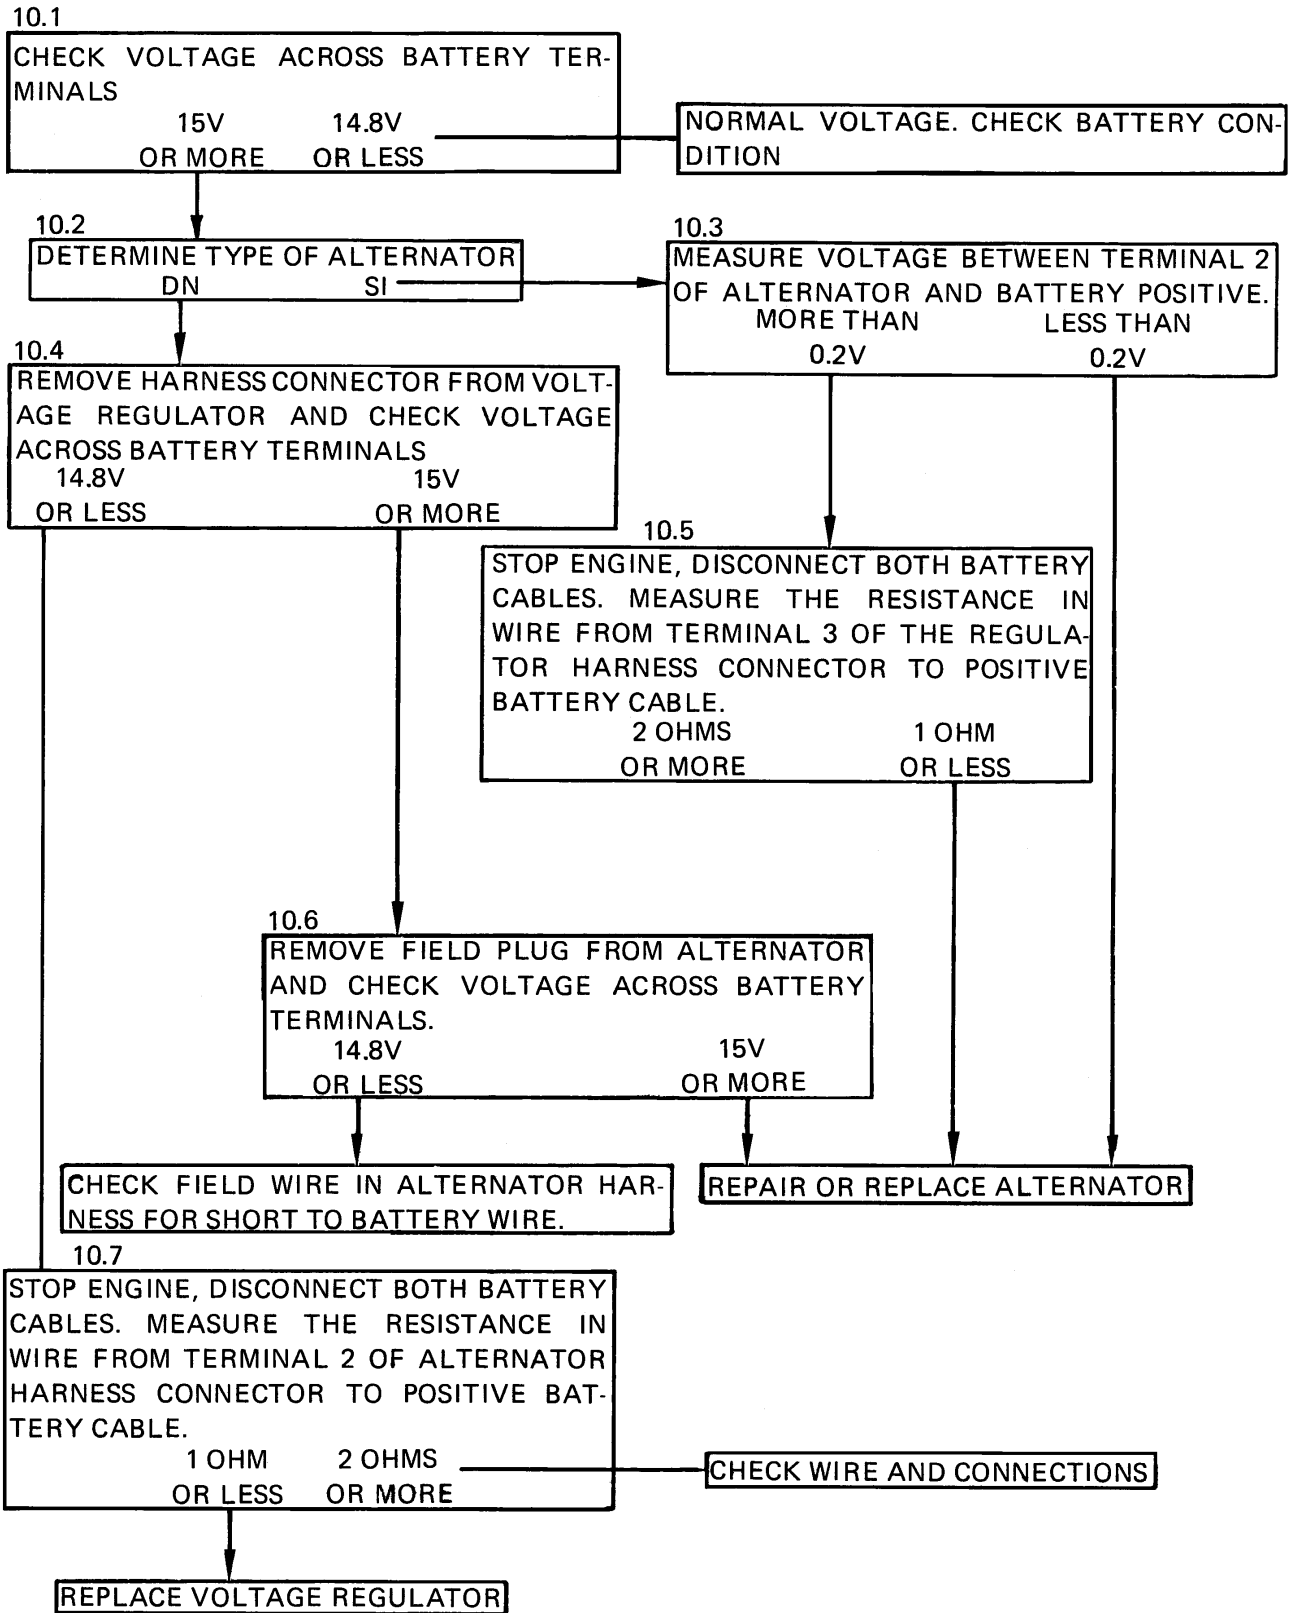 10.1
CHECK VOLTAGE ACROSS BATTERY TER-
MINALS
15V 14.8V
OR MORE OR LESS
NORMAL VOLTAGE. CHECK BATTERY CON-
DITION
10.2
DETERMINE TYPE OF ALTERNATOR
DN SI
10.3
MEASURE VOLTAGE BETWEEN TERMINAL 2
OF ALTERNATOR AND BATTERY POSITIVE.
MORE THAN LESS THAN
0.2V 0.2V
10.4
REMOVE HARNESS CONNECTOR FROM VOLT-
AGE REGULATOR AND CHECK VOLTAGE
ACROSS BATTERY TERMINALS
14.8V 15V
OR LESS OR MORE
10.5
STOP ENGINE, DISCONNECT BOTH BATTERY
CABLES. MEASURE THE RESISTANCE IN
WIRE FROM TERMINAL 3 OF THE REGULA-
TOR HARNESS CONNECTOR TO POSITIVE
BATTERY CABLE.
2 OHMS 1 OHM
OR MORE OR LESS
10.6
REMOVE FIELD PLUG FROM ALTERNATOR
AND CHECK VOLTAGE ACROSS BATTERY
TERMINALS.
14.8V 15V
OR LESS OR MORE
CHECK FIELD WIRE IN ALTERNATOR HAR-
NESS FOR SHORT TO BATTERY WIRE.
REPAIR OR REPLACE ALTERNATOR
10.7
STOP ENGINE, DISCONNECT BOTH BATTERY
CABLES. MEASURE THE RESISTANCE IN
WIRE FROM TERMINAL 2 OF ALTERNATOR
HARNESS CONNECTOR TO POSITIVE BAT-
TERY CABLE.
1 OHM 2 OHMS
OR LESS OR MORE
CHECK WIRE AND CONNECTIONS
REPLACE VOLTAGE REGULATOR